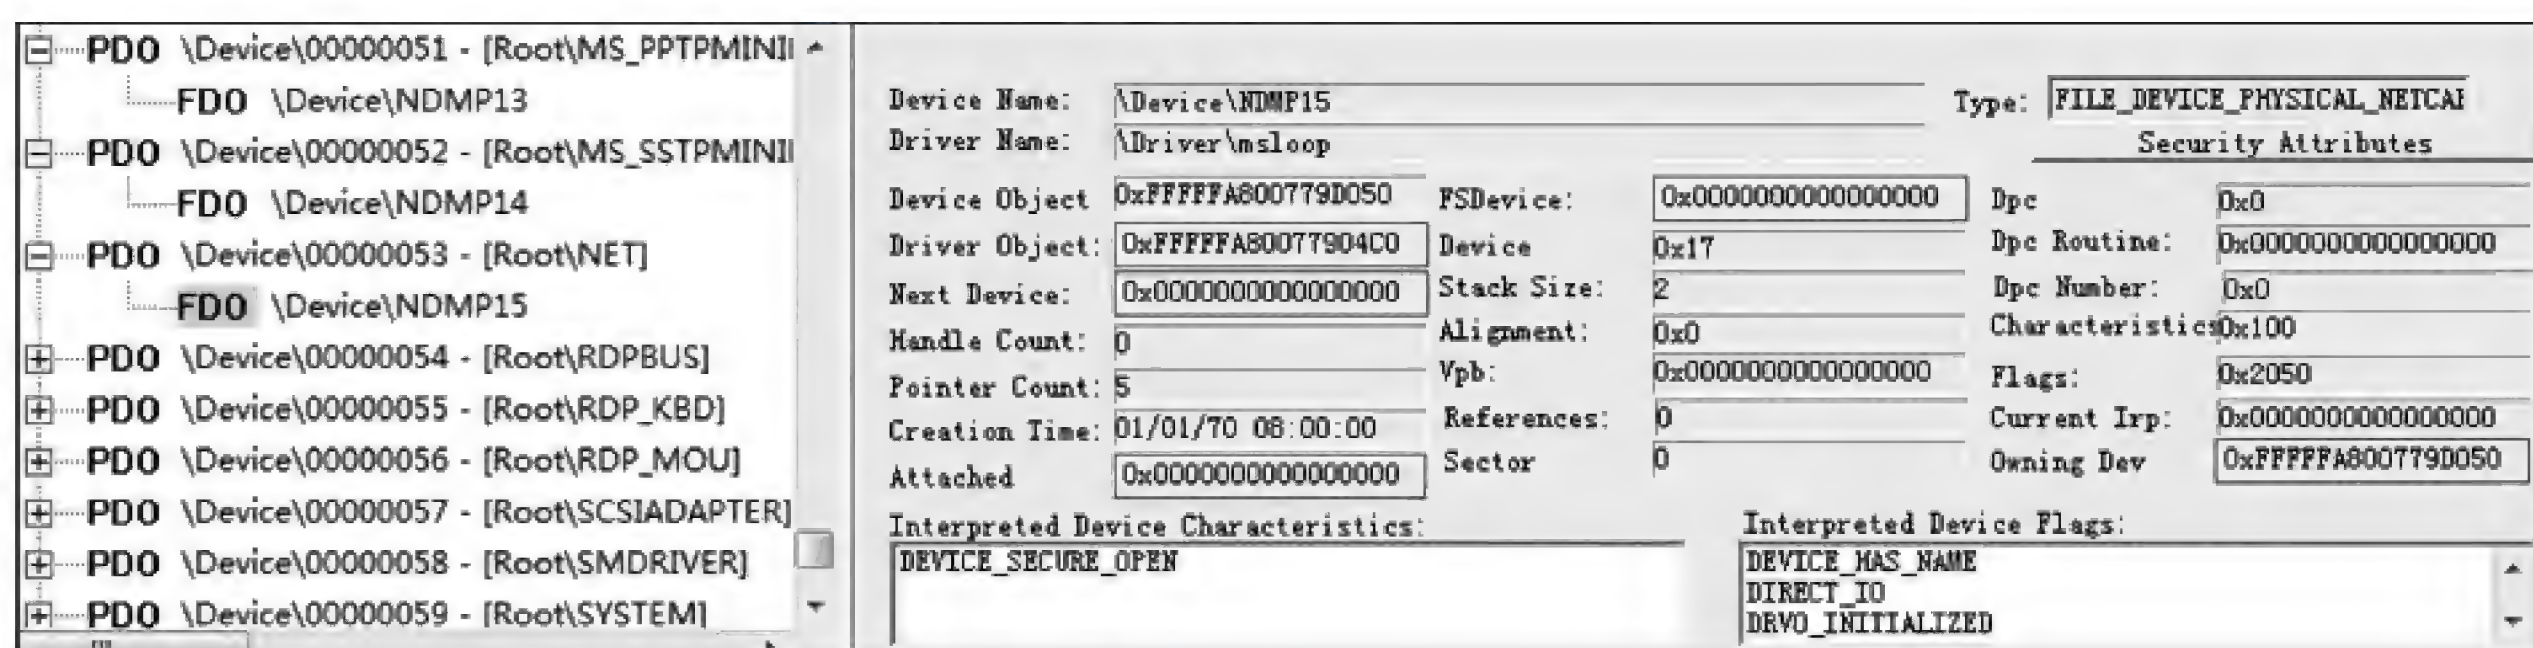 PDO \Device\00000051 - [Root\MS_PPTPMINI
FDO \Device\NDMP13
PDO \Device\00000052 - [Root\MS_SSTPMINI
FDO \Device\NDMP14
PDO \Device\00000053 - [Root\NET]
FDO \Device\NDMP15
PDO \Device\00000054 - [Root\RDPBUS]
PDO \Device\00000055 - [Root\RDP_KBD]
PDO \Device\00000056 - [Root\RDP_MOU]
PDO \Device\00000057 - [Root\SCSIADAPTER]
PDO \Device\00000058 - [Root\SMDRIVER]
PDO \Device\00000059 - [Root\SYSTEM]
Device Name: \Device\NDMP15 Type: FILE_DEVICE_PHYSICAL_NETCAR
Driver Name: \Driver\msloop Security Attributes
Device Object 0xFFFFFA800779D050 FSDevice: 0x0000000000000000 Dpc 0x0
Driver Object: 0xFFFFFA80077904C0 Device 0x17 Dpc Routine: 0x0000000000000000
Next Device: 0x0000000000000000 Stack Size: 2 Dpc Number: 0x0
Handle Count: 0 Alignment: 0x0 Characteristics 0x100
Pointer Count: 5 Vpb: 0x0000000000000000 Flags: 0x2050
Creation Time: 01/01/70 08:00:00 References: 0 Current Irp: 0x0000000000000000
Attached 0x0000000000000000 Sector 0 Owning Dev 0xFFFFFA800779D050
Interpreted Device Characteristics: Interpreted Device Flags:
DEVICE_SECURE_OPEN DEVICE_HAS_NAME
DIRECT_IO
DRVO_INITIALIZED